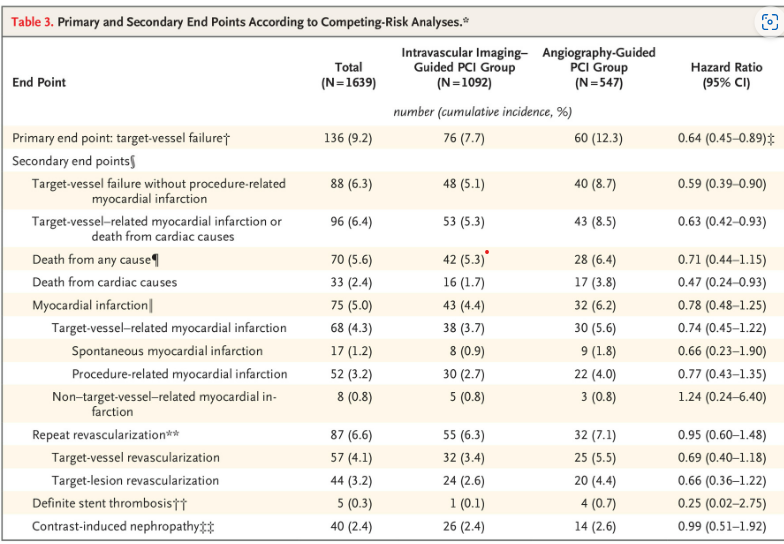 Table 3. Primary and Secondary End Points According to Competing-Risk Analyses.*
End Point Total (N=1639) Intravascular Imaging–Guided PCI Group (N=1092) Angiography-Guided PCI Group (N=547) Hazard Ratio (95% CI)
number (cumulative incidence, %)
Primary end point: target-vessel failure† 136 (9.2) 76 (7.7) 60 (12.3) 0.64 (0.45–0.89)‡
Secondary end points§
Target-vessel failure without procedure-related myocardial infarction 88 (6.3) 48 (5.1) 40 (8.7) 0.59 (0.39–0.90)
Target-vessel–related myocardial infarction or death from cardiac causes 96 (6.4) 53 (5.3) 43 (8.5) 0.63 (0.42–0.93)
Death from any cause¶ 70 (5.6) 42 (5.3) 28 (6.4) 0.71 (0.44–1.15)
Death from cardiac causes 33 (2.4) 16 (1.7) 17 (3.8) 0.47 (0.24–0.93)
Myocardial infarction‖ 75 (5.0) 43 (4.4) 32 (6.2) 0.78 (0.48–1.25)
Target-vessel–related myocardial infarction 68 (4.3) 38 (3.7) 30 (5.6) 0.74 (0.45–1.22)
Spontaneous myocardial infarction 17 (1.2) 8 (0.9) 9 (1.8) 0.66 (0.23–1.90)
Procedure-related myocardial infarction 52 (3.2) 30 (2.7) 22 (4.0) 0.77 (0.43–1.35)
Non–target-vessel–related myocardial in-farction 8 (0.8) 5 (0.8) 3 (0.8) 1.24 (0.24–6.40)
Repeat revascularization** 87 (6.6) 55 (6.3) 32 (7.1) 0.95 (0.60–1.48)
Target-vessel revascularization 57 (4.1) 32 (3.4) 25 (5.5) 0.69 (0.40–1.18)
Target-lesion revascularization 44 (3.2) 24 (2.6) 20 (4.4) 0.66 (0.36–1.22)
Definite stent thrombosis†† 5 (0.3) 1 (0.1) 4 (0.7) 0.25 (0.02–2.75)
Contrast-induced nephropathy‡‡ 40 (2.4) 26 (2.4) 14 (2.6) 0.99 (0.51–1.92)